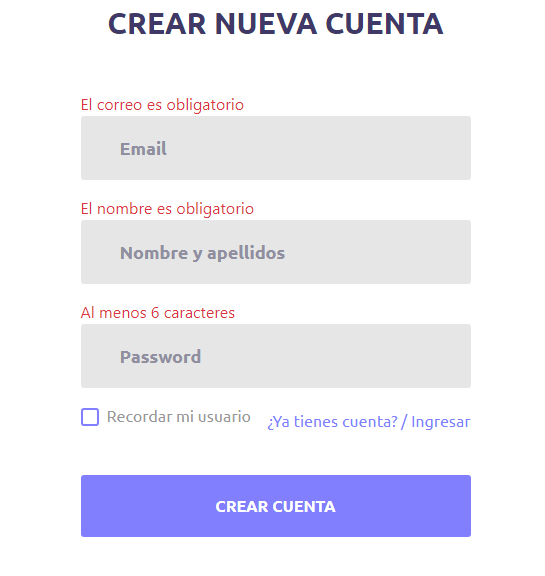 CREAR NUEVA CUENTA
El correo es obligatorio
Email
El nombre es obligatorio
Nombre y apellidos
Al menos 6 caracteres
Password
Recordar mi usuario ¿Ya tienes cuenta? / Ingresar
CREAR CUENTA